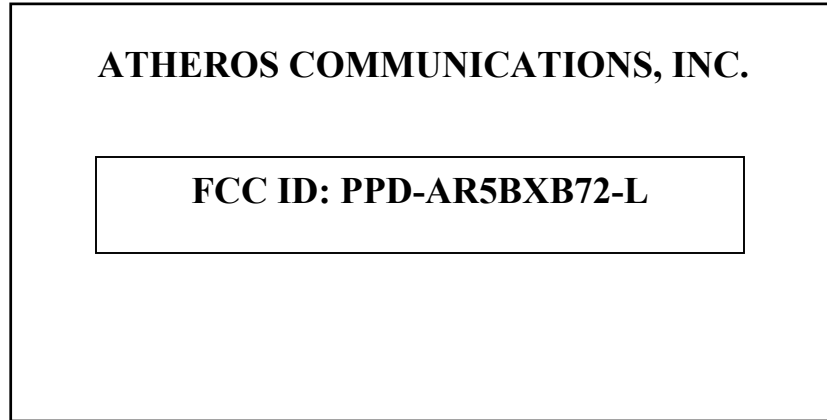 ATHEROS COMMUNICATIONS, INC.
FCC ID: PPD-AR5BXB72-L